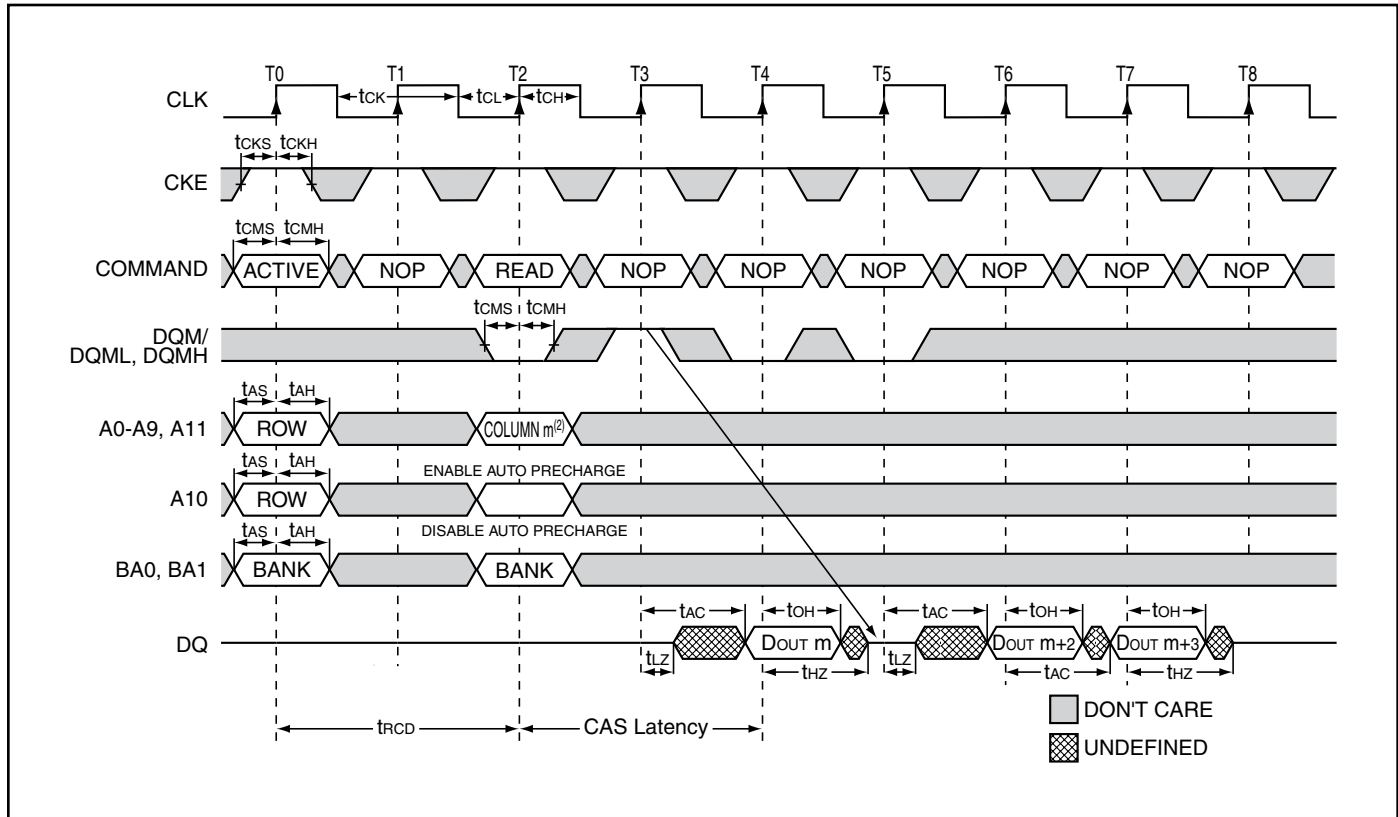 T0 T1 T2 T3 T4 T5 T6 T7 T8
CLK tCK tCL tCH
tCKS tCKH
CKE
tCMS tCMH
COMMAND ACTIVE NOP READ NOP NOP NOP NOP NOP NOP
tCMS tCMH
DQM/
DQML, DQMH
tAS tAH
A0-A9, A11 ROW COLUMN m(2)
tAS tAH ENABLE AUTO PRECHARGE
A10 ROW
tAS tAH DISABLE AUTO PRECHARGE
BA0, BA1 BANK BANK
tAC tOH tAC tOH tOH
DQ DOUT m DOUT m+2 DOUT m+3
tLZ tHZ tLZ tAC tHZ
tRCD CAS Latency
DON'T CARE
UNDEFINED